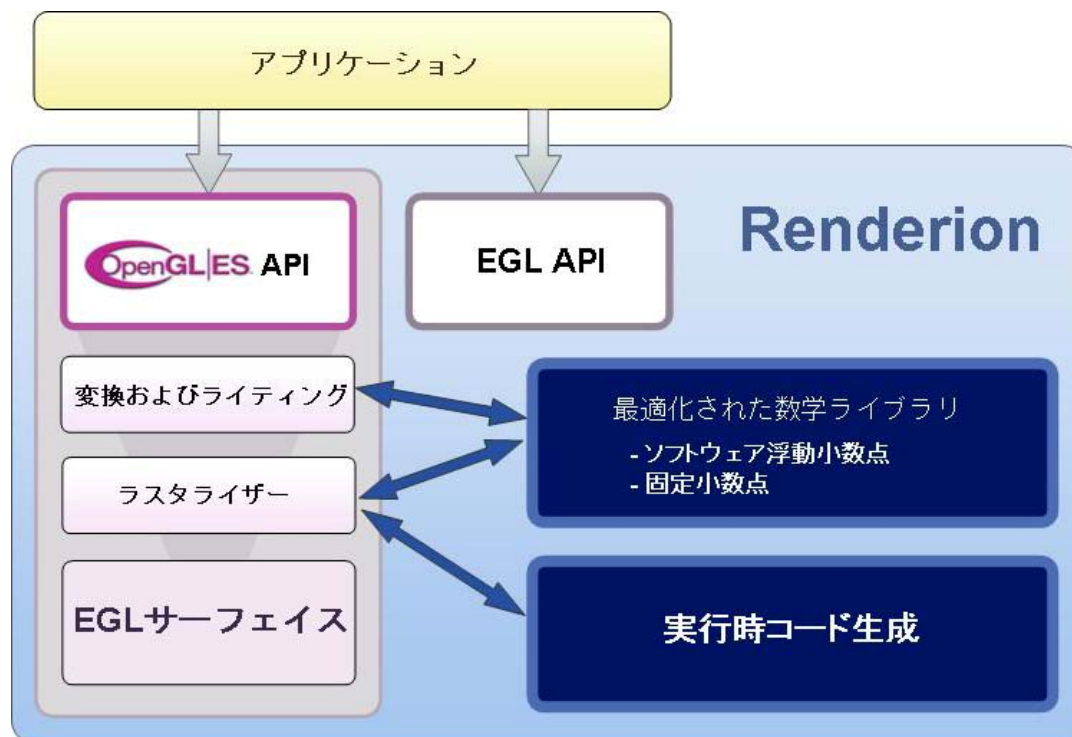 アプリケーション
OpenGL|ES. API
EGL API
Renderion
変換およびライティング
ラスタライザー
EGLサーフェイス
最適化された数学ライブラリ
- ソフトウェア浮動小数点
- 固定小数点
実行時コード生成